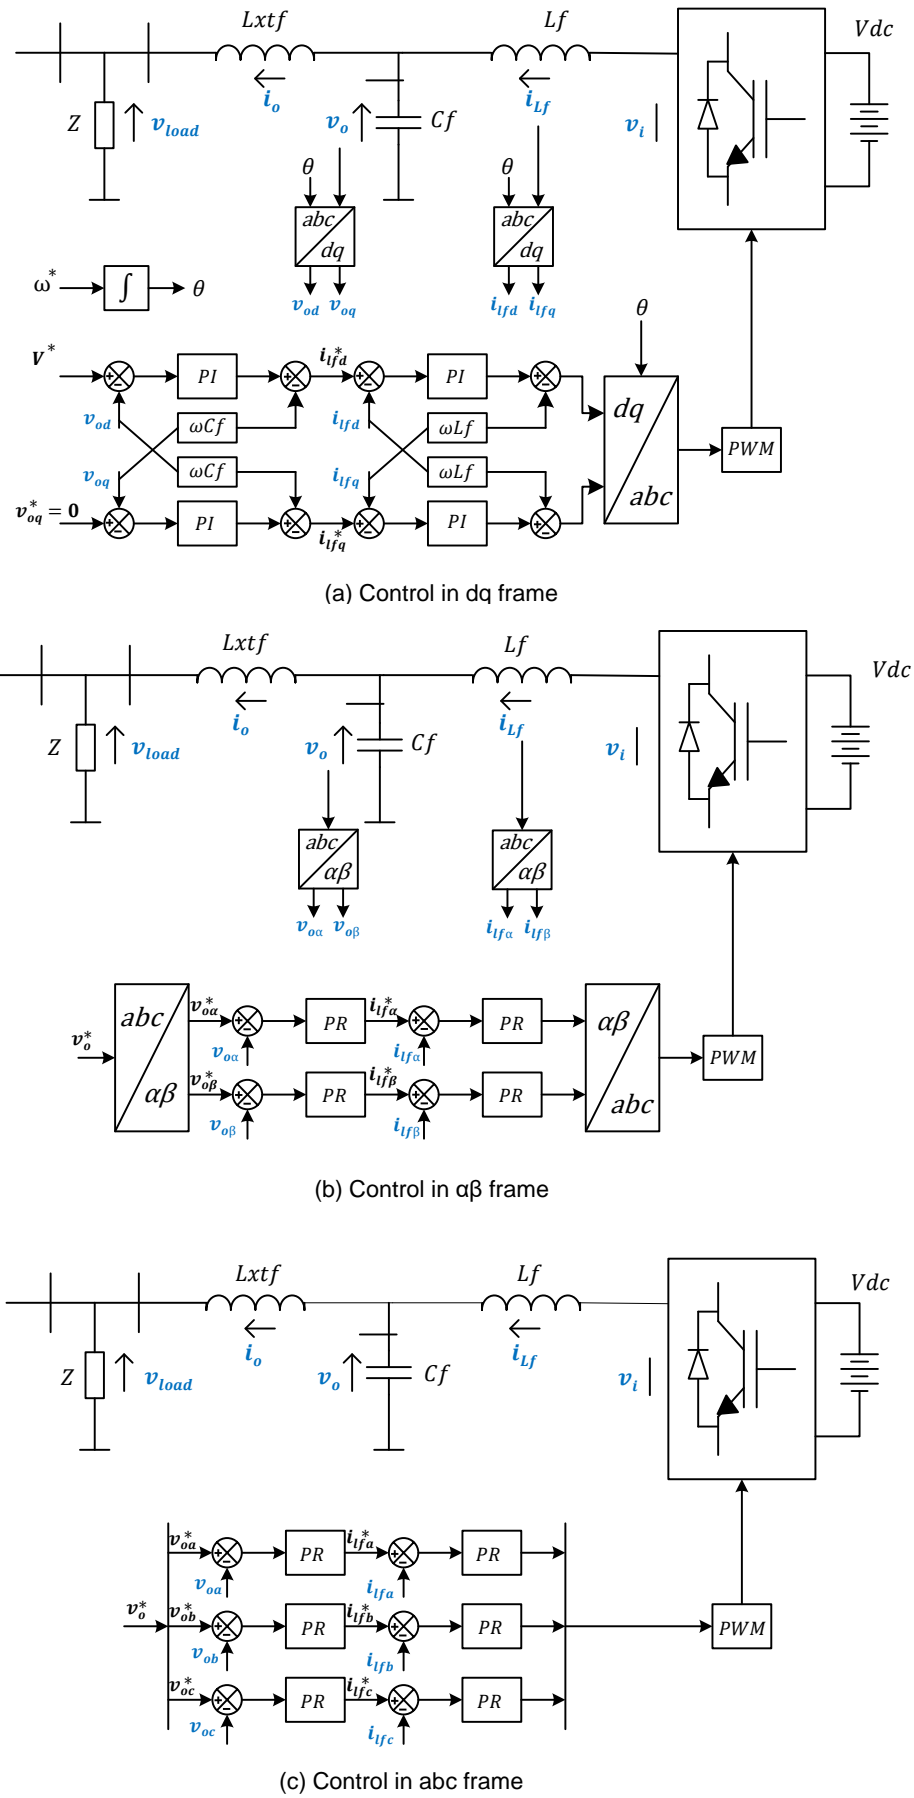 Lxtf Lf Vdc
i_o i_Lf
Z v_load v_o Cf v_i
θ θ
abc abc
dq dq
v_od v_oq i_lfd i_lfq
ω* ∫ θ
θ
V* PI i*_lfd PI
v_od ωCf i_lfd ωLf dq
PWM
v_oq ωCf i_lfq ωLf abc
v*_oq = 0 PI i*_lfq PI
(a) Control in dq frame
Lxtf Lf Vdc
i_o i_Lf
Z v_load v_o Cf v_i
abc abc
αβ αβ
v_oα v_oβ i_lfα i_lfβ
abc v*_oα PR i*_lfα PR αβ
v*_o v_oα i_lfα PWM
αβ v*_oβ PR i*_lfβ PR abc
v_oβ i_lfβ
(b) Control in αβ frame
Lxtf Lf Vdc
i_o i_Lf
Z v_load v_o Cf v_i
v*_oa PR i*_lfa PR
v_oa i_lfa
v*_o v*_ob PR i*_lfb PR PWM
v_ob i_lfb
v*_oc PR i*_lfc PR
v_oc i_lfc
(c) Control in abc frame